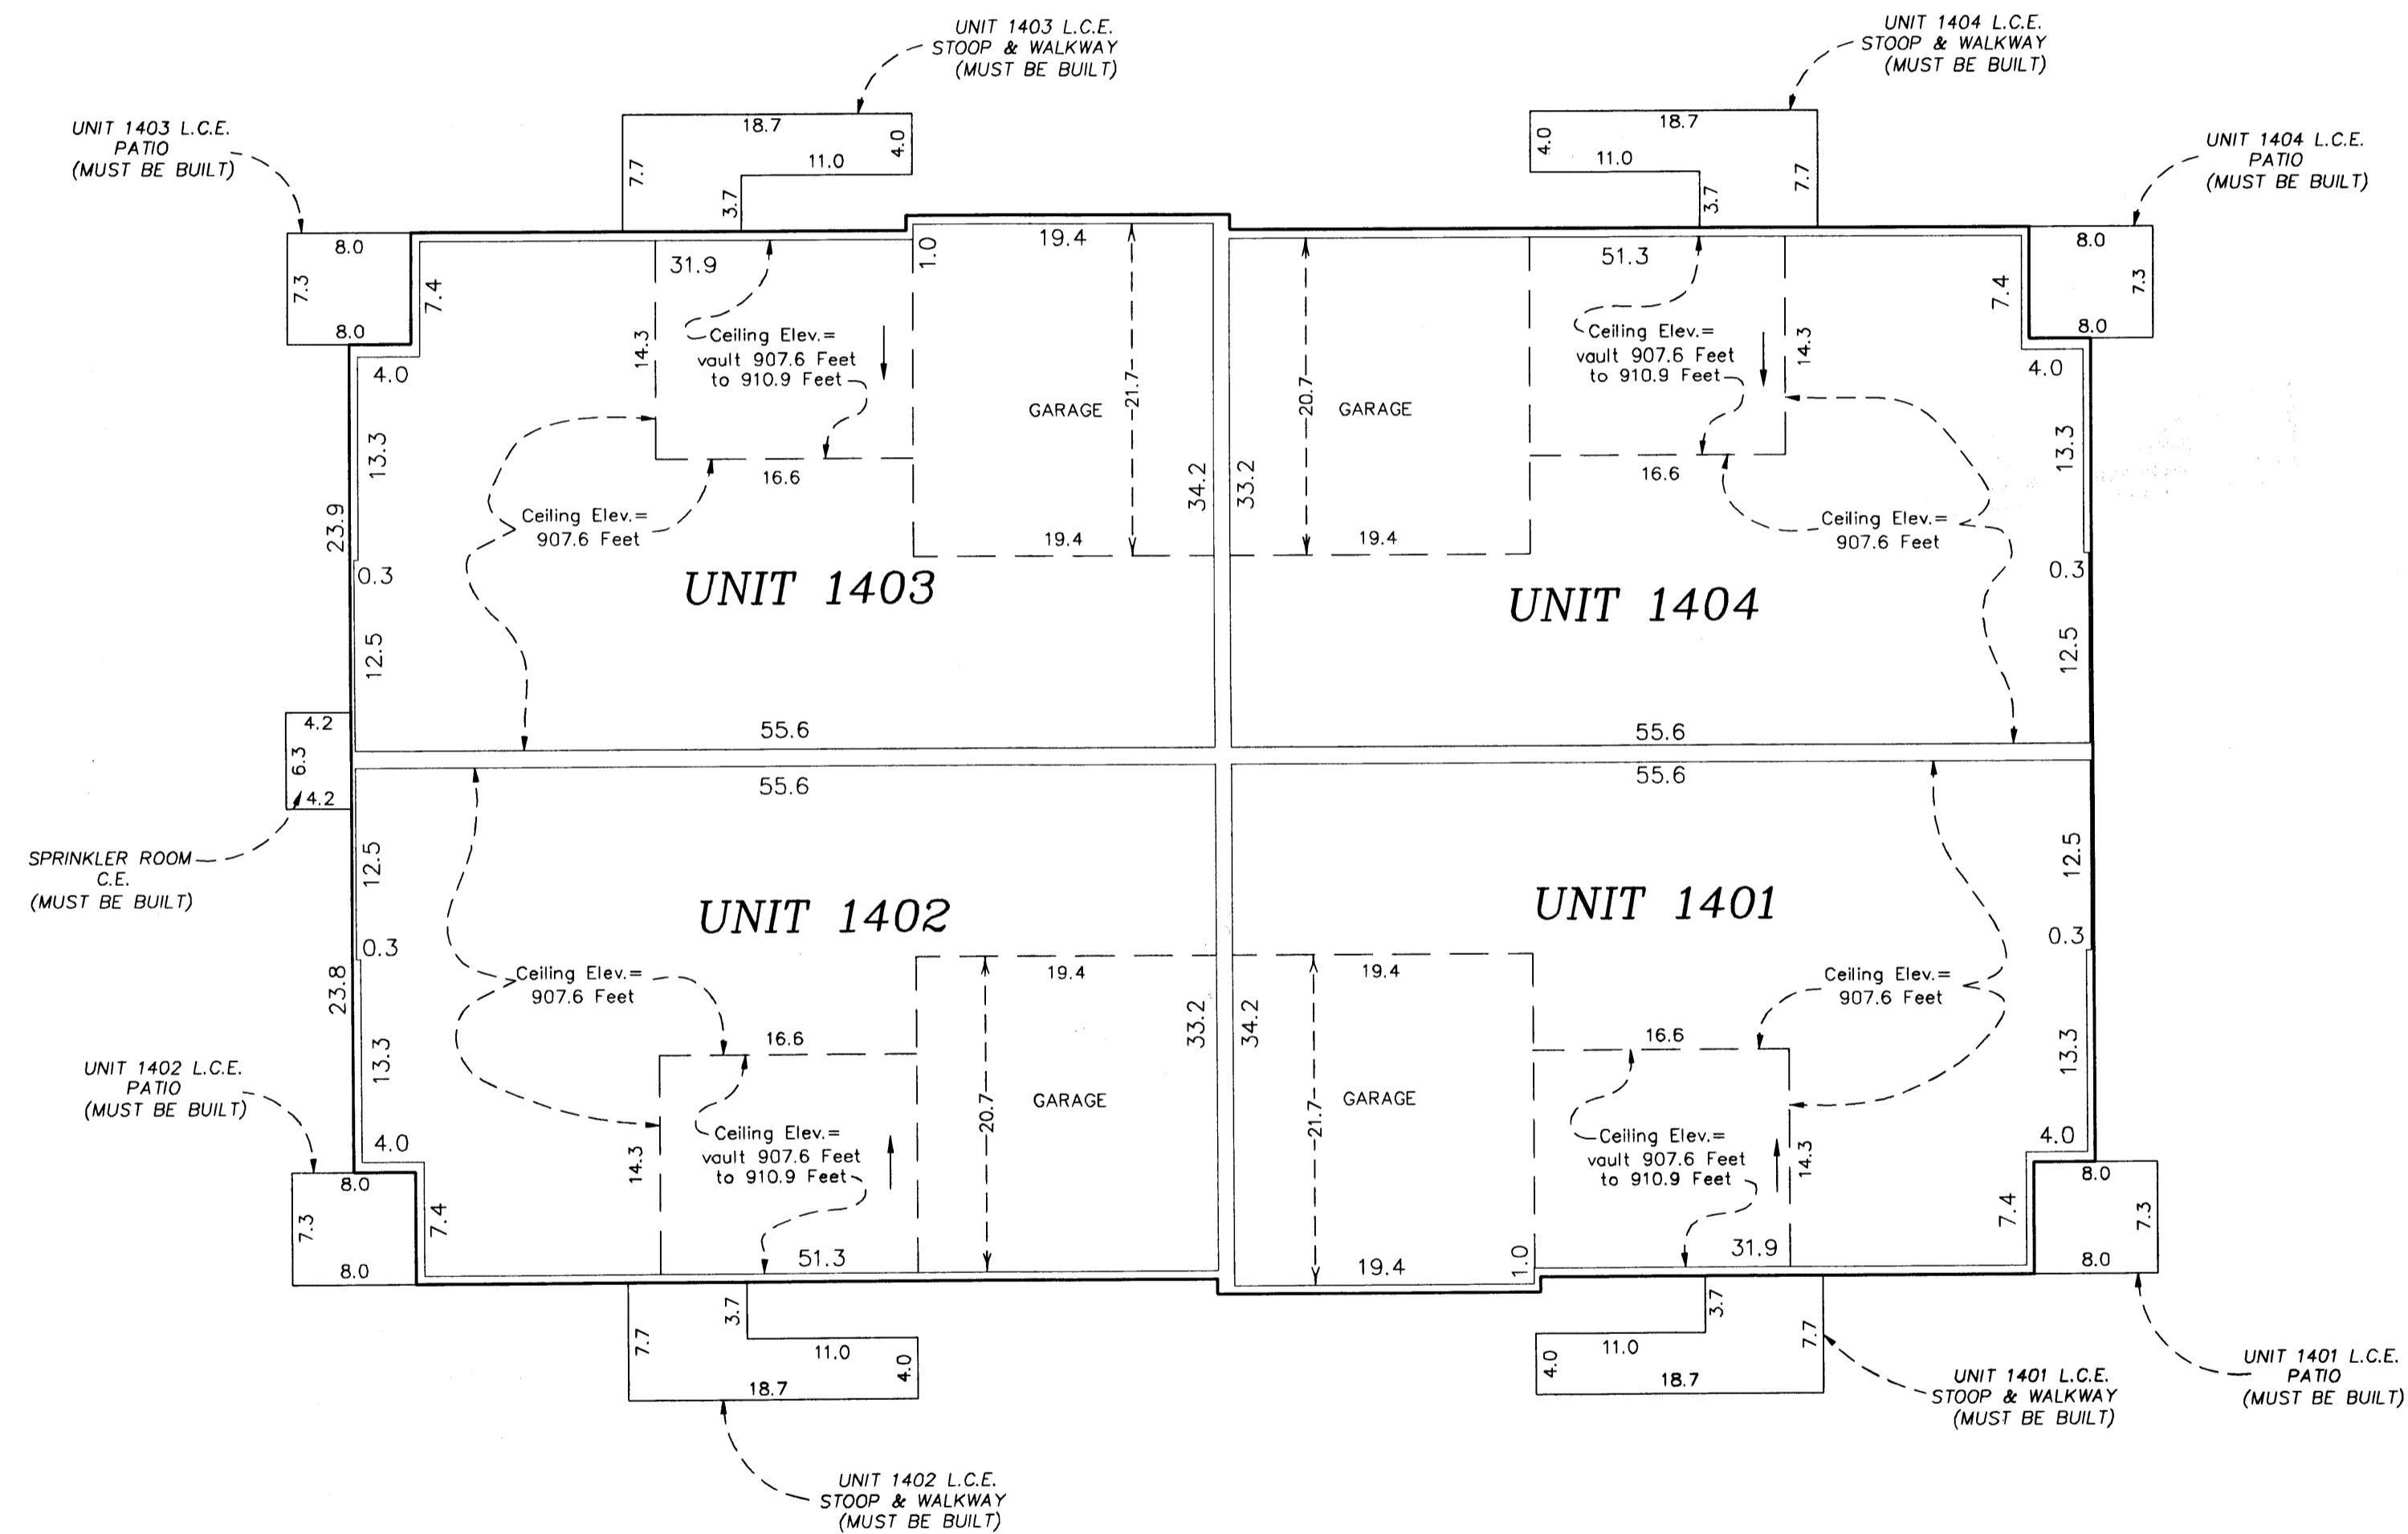 UNIT 1403 L.C.E.
STOOP & WALKWAY
(MUST BE BUILT)
UNIT 1404 L.C.E.
STOOP & WALKWAY
(MUST BE BUILT)
UNIT 1403 L.C.E.
PATIO
(MUST BE BUILT)
UNIT 1404 L.C.E.
PATIO
(MUST BE BUILT)
18.7
4.0
11.0
7.7
3.7
18.7
4.0
11.0
7.7
3.7
8.0
7.3
8.0
7.4
31.9
1.0
19.4
51.3
7.4
8.0
7.3
8.0
4.0
14.3
Ceiling Elev.=
vault 907.6 Feet
to 910.9 Feet
GARAGE
21.7
20.7
GARAGE
Ceiling Elev.=
vault 907.6 Feet
to 910.9 Feet
14.3
4.0
13.3
16.6
34.2
33.2
16.6
13.3
23.9
Ceiling Elev.=
907.6 Feet
19.4
19.4
Ceiling Elev.=
907.6 Feet
0.3
0.3
UNIT 1403
UNIT 1404
12.5
12.5
55.6
55.6
4.2
6.3
4.2
55.6
55.6
SPRINKLER ROOM
C.E.
(MUST BE BUILT)
12.5
12.5
UNIT 1402
UNIT 1401
0.3
0.3
23.8
Ceiling Elev.=
907.6 Feet
19.4
19.4
Ceiling Elev.=
907.6 Feet
13.3
16.6
33.2
34.2
16.6
13.3
UNIT 1402 L.C.E.
PATIO
(MUST BE BUILT)
4.0
14.3
Ceiling Elev.=
vault 907.6 Feet
to 910.9 Feet
20.7
GARAGE
21.7
GARAGE
Ceiling Elev.=
vault 907.6 Feet
to 910.9 Feet
14.3
4.0
8.0
7.3
8.0
7.4
51.3
19.4
1.0
31.9
7.4
8.0
7.3
8.0
3.7
7.7
11.0
4.0
18.7
3.7
7.7
11.0
4.0
18.7
UNIT 1401 L.C.E.
PATIO
(MUST BE BUILT)
UNIT 1401 L.C.E.
STOOP & WALKWAY
(MUST BE BUILT)
UNIT 1402 L.C.E.
STOOP & WALKWAY
(MUST BE BUILT)